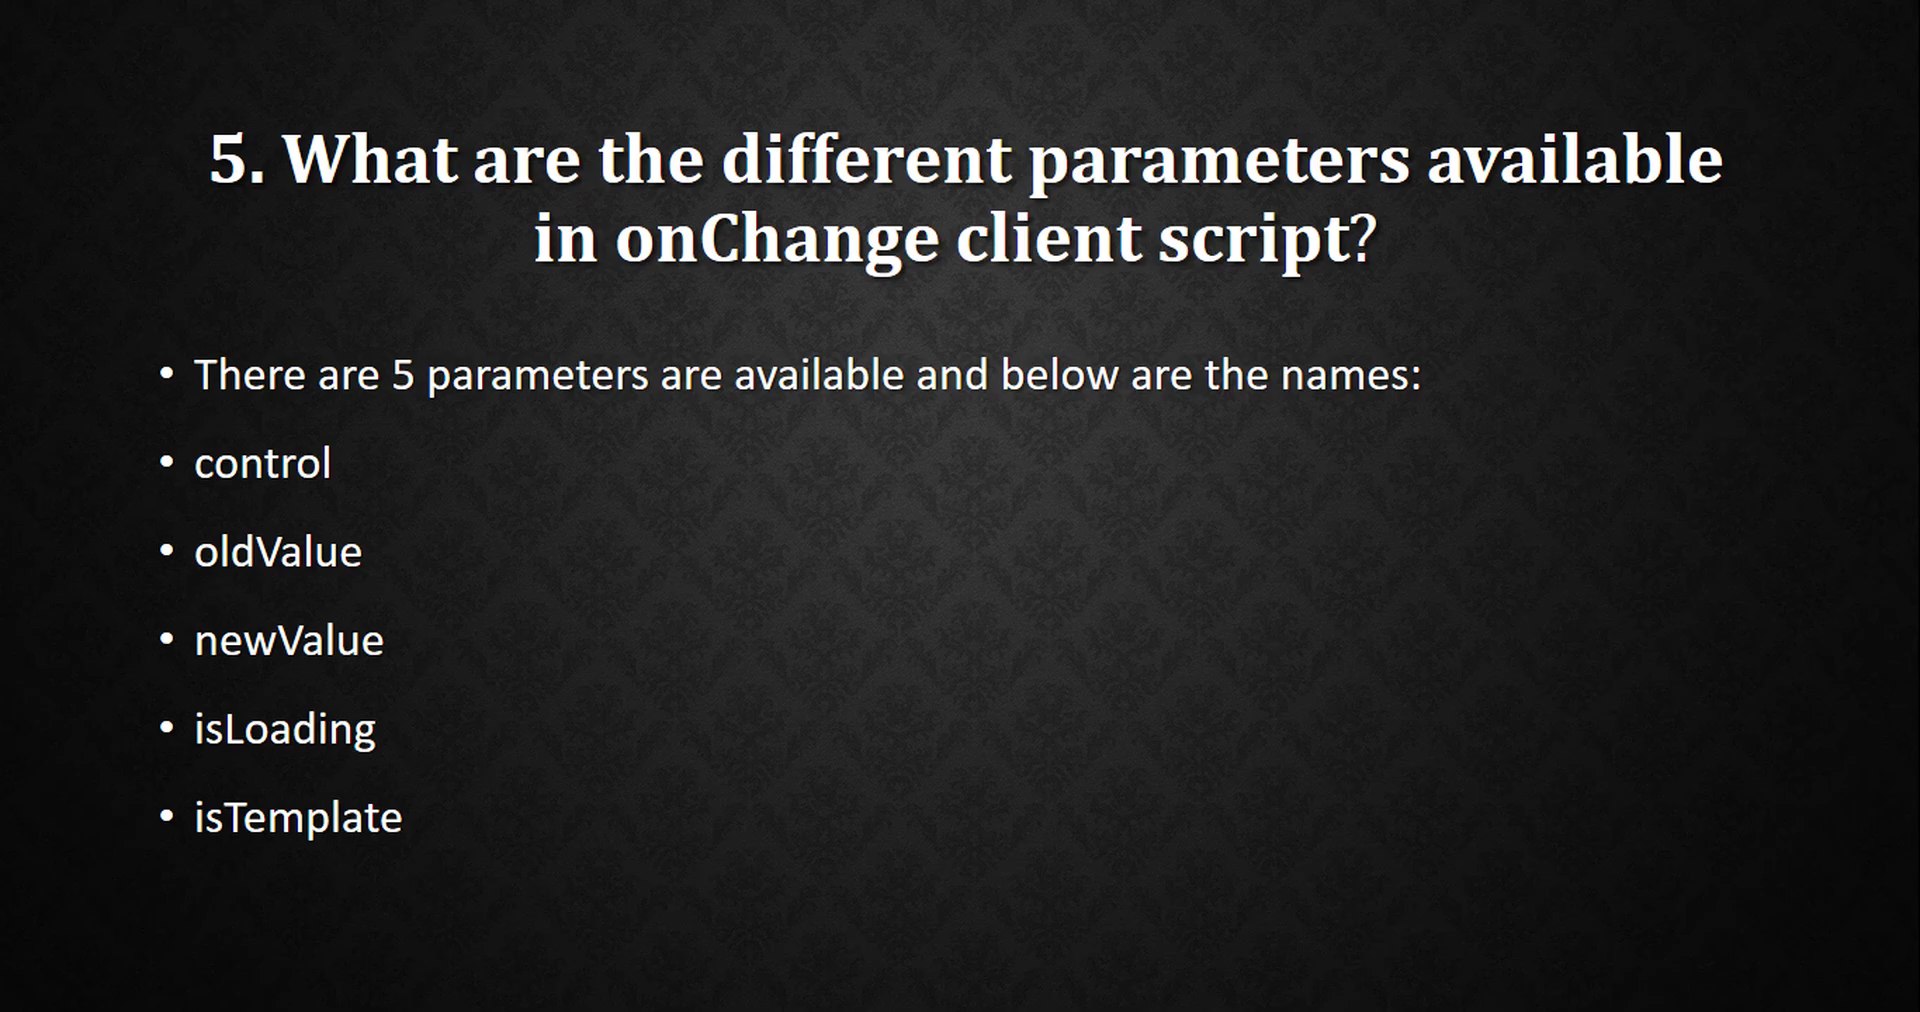 5. What are the different parameters available
in onChange client script?
• There are 5 parameters are available and below are the names:
• control
• oldValue
• newValue
• isLoading
• isTemplate